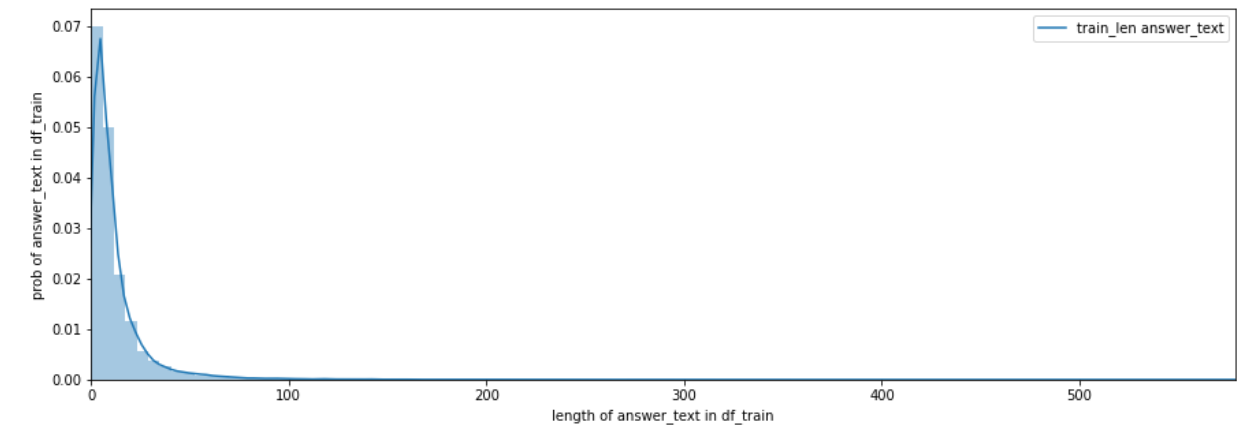 train_len answer_text
prob of answer_text in df_train
0.07
0.06
0.05
0.04
0.03
0.02
0.01
0.00
0 100 200 300 400 500
length of answer_text in df_train